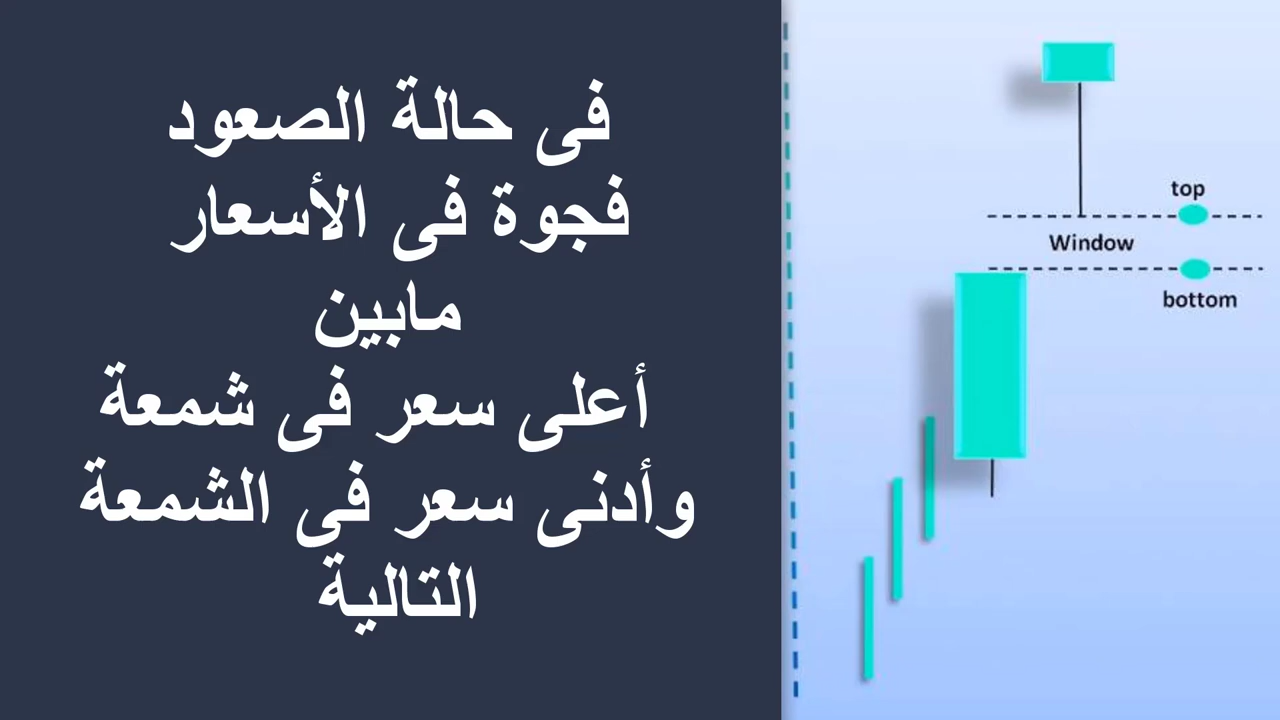 فى حالة الصعود
فجوة فى الأسعار
مابين
أعلى سعر فى شمعة
وأدنى سعر فى الشمعة
التالية
top
Window
bottom